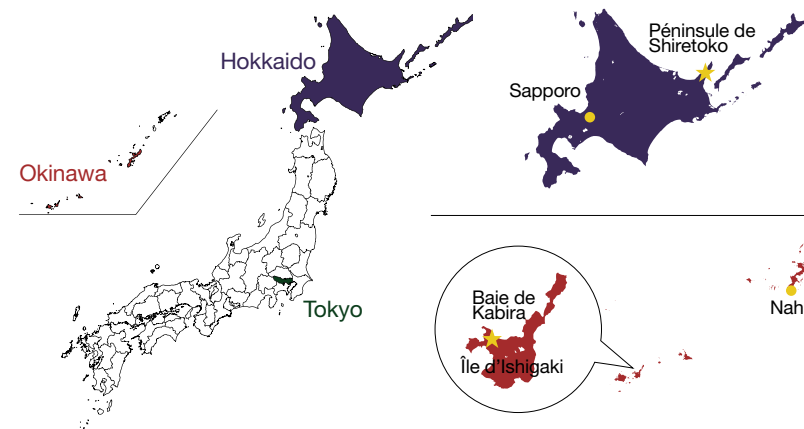 Hokkaido
Okinawa
Tokyo
Péninsule de
Shiretoko
Sapporo
Baie de
Kabira
Île d'Ishigaki
Nah